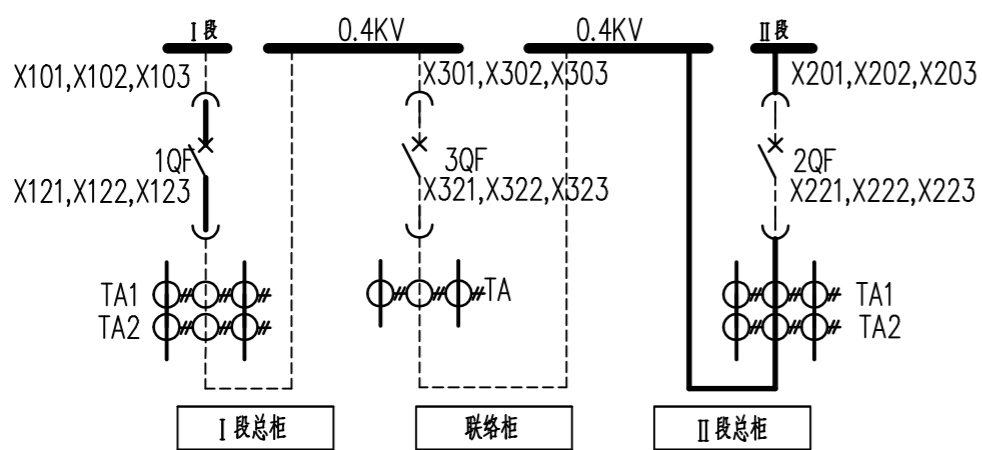 Ⅰ段 0.4KV 0.4KV Ⅱ段
X101,X102,X103 X301,X302,X303 X201,X202,X203
1QF 3QF 2QF
X121,X122,X123 X321,X322,X323 X221,X222,X223
TA1 TA TA1
TA2 TA2
Ⅰ段总柜 联络柜 Ⅱ段总柜